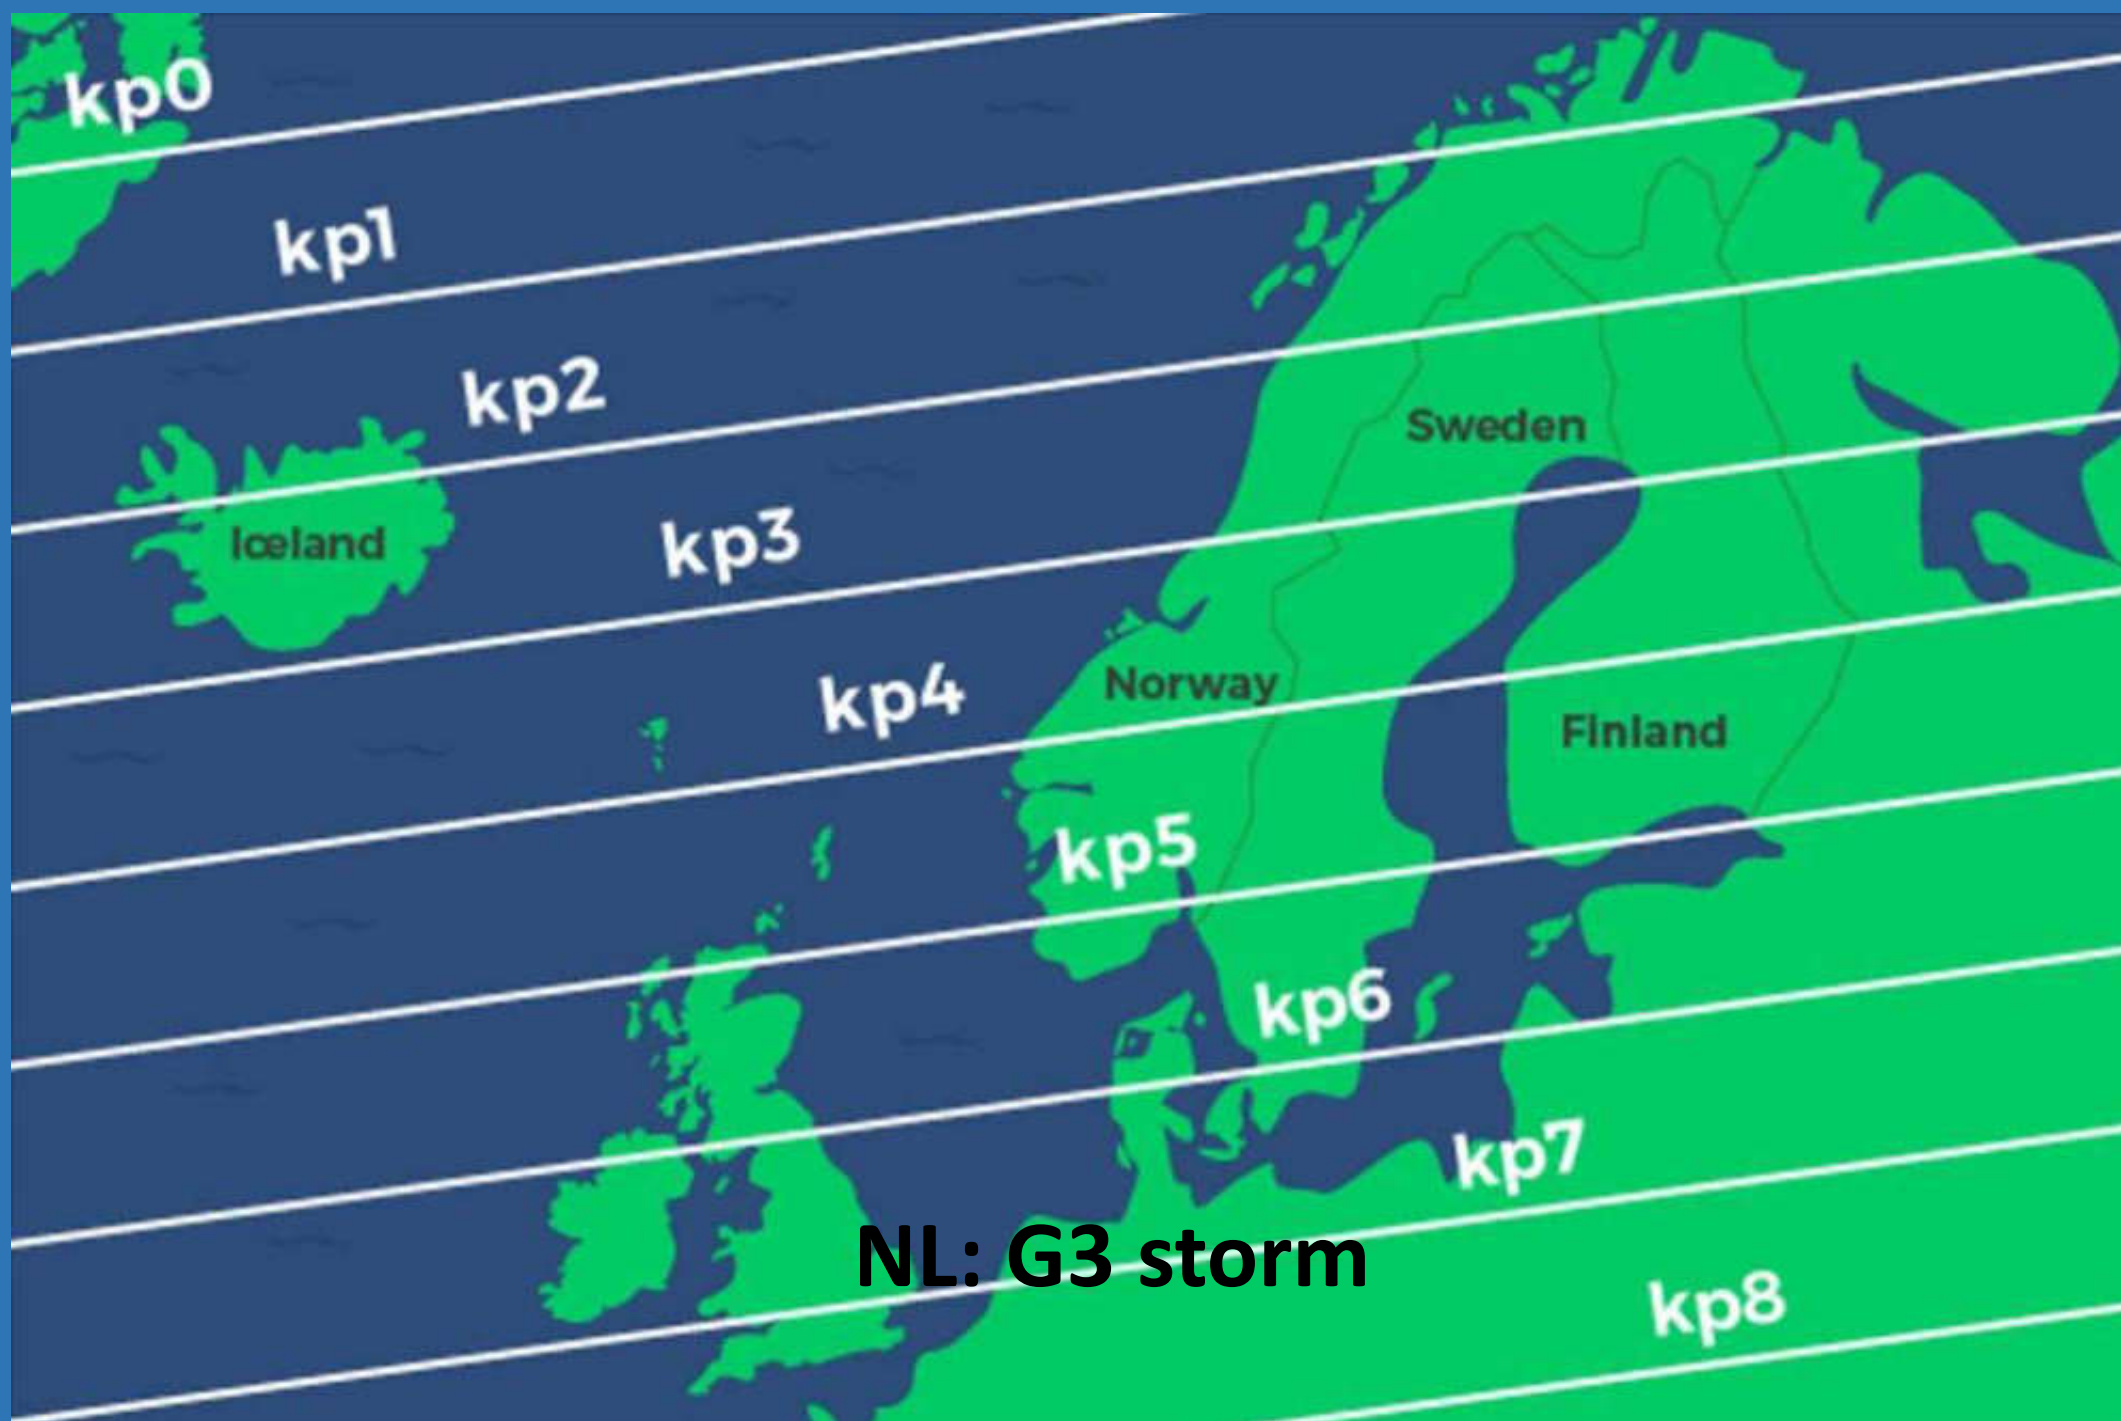 kp0
kp1
kp2
Iceland
kp3
Sweden
kp4
Norway
Finland
kp5
kp6
kp7
NL: G3 storm
kp8